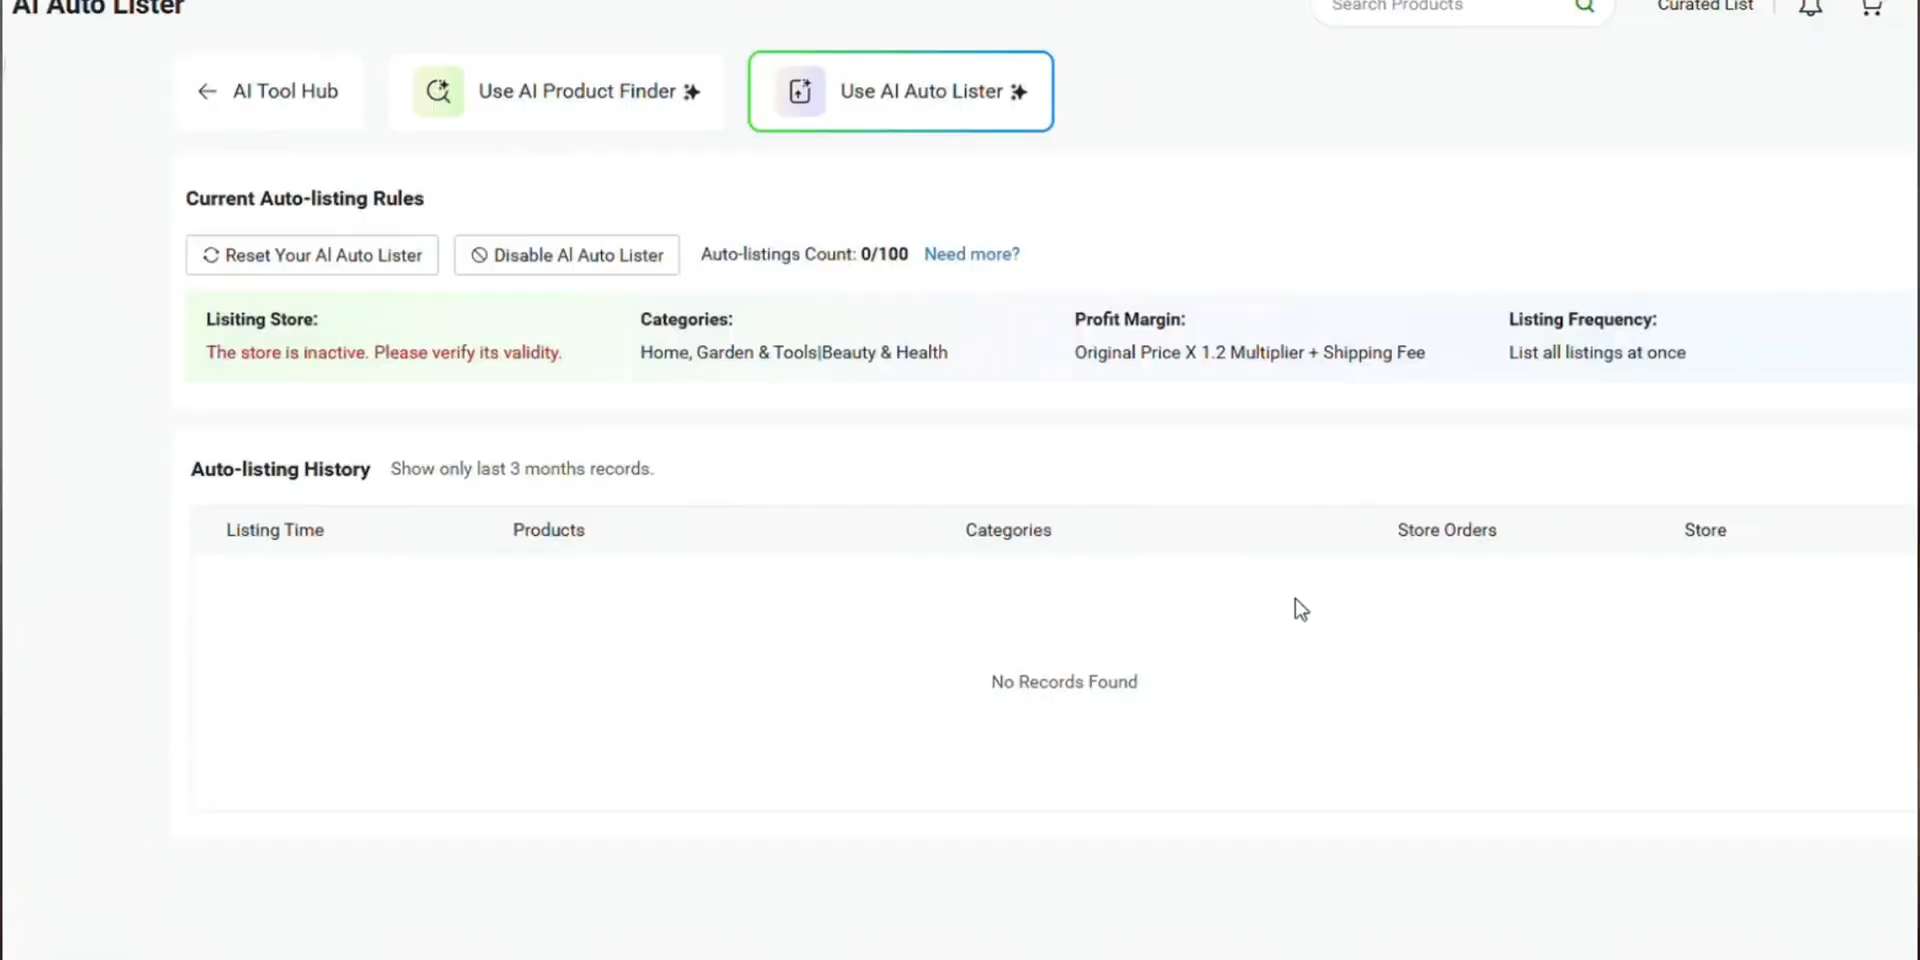 AI Auto Lister
Search Products
Curated List
AI Tool Hub
Use AI Product Finder
Use AI Auto Lister
Current Auto-listing Rules
Reset Your AI Auto Lister
Disable AI Auto Lister
Auto-listings Count: 0/100 Need more?
Lisiting Store:
Categories:
Profit Margin:
Listing Frequency:
The store is inactive. Please verify its validity.
Home, Garden & Tools|Beauty & Health
Original Price X 1.2 Multiplier + Shipping Fee
List all listings at once
Auto-listing History Show only last 3 months records.
Listing Time
Products
Categories
Store Orders
Store
No Records Found